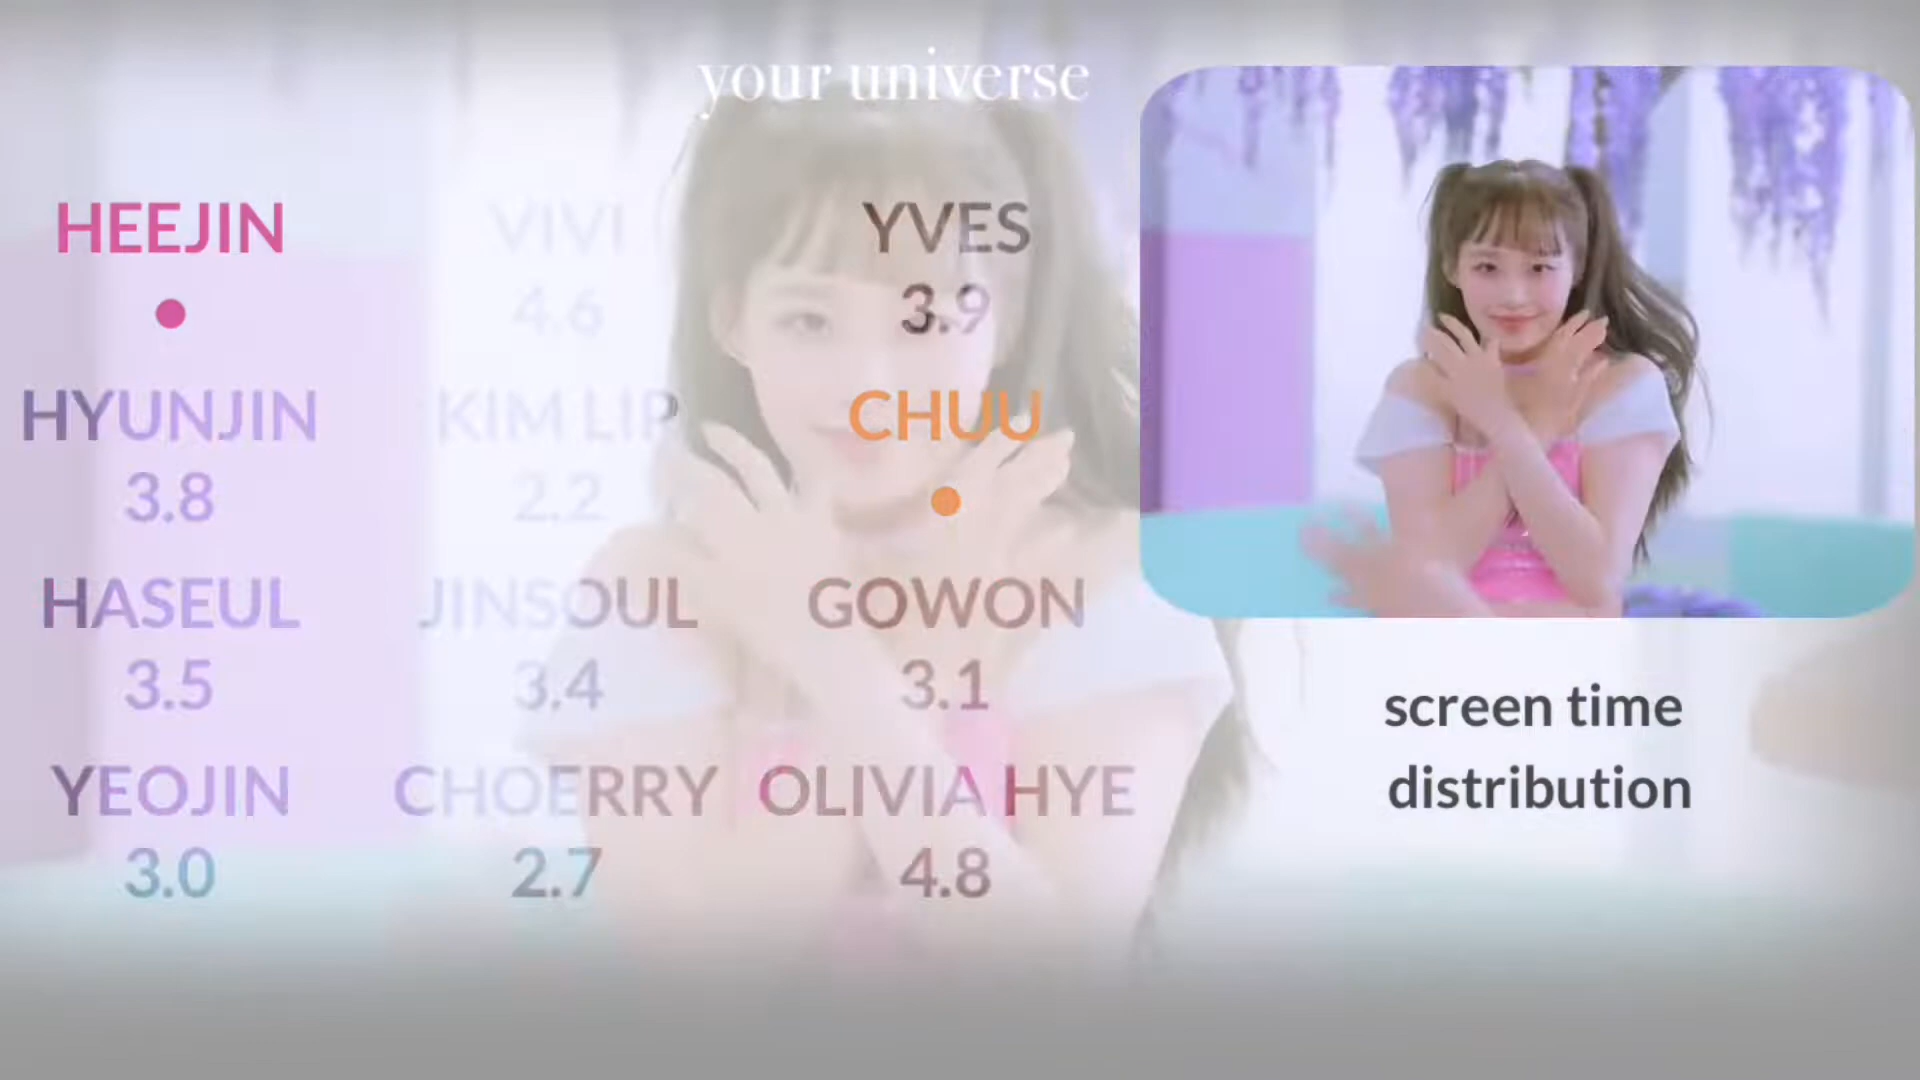 your universe
HEEJIN
VIVI
4.6
YVES
3.9
HYUNJIN
3.8
KIM LIP
2.2
CHUU
HASEUL
3.5
JINSOUL
3.4
GOWON
3.1
YEOJIN
3.0
CHOERRY
2.7
OLIVIA HYE
4.8
screen time
distribution